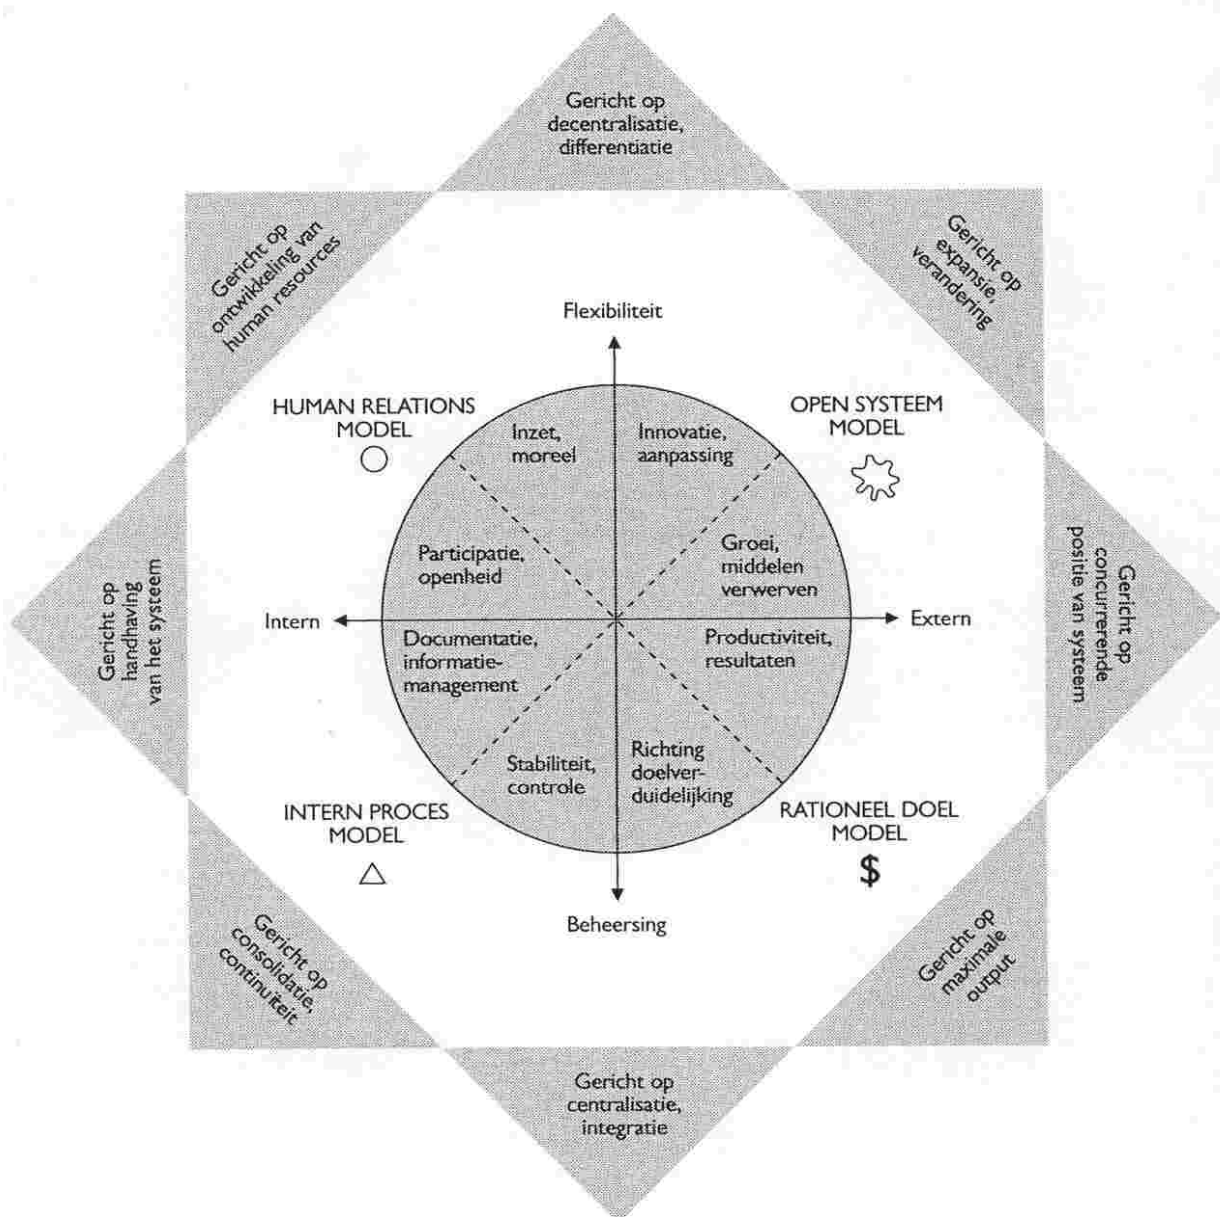 Gericht op
decentralisatie,
differentiatie
Gericht op
ontwikkeling van
human resources
Gericht op
expansie,
verandering
Flexibiliteit
HUMAN RELATIONS
MODEL
OPEN SYSTEEM
MODEL
Inzet,
moreel
Innovatie,
aanpassing
Participatie,
openheid
Groei,
middelen
verwerven
Gericht op
handhaving
van het systeem
Intern
Extern
Gericht op
concurrerende
positie van systeem
Documentatie,
informatie-
management
Productiviteit,
resultaten
Stabiliteit,
controle
Richting
doelver-
duidelijking
INTERN PROCES
MODEL
RATIONEEL DOEL
MODEL
$
Beheersing
Gericht op
consolidatie,
continuïteit
Gericht op
maximale
output
Gericht op
centralisatie,
integratie